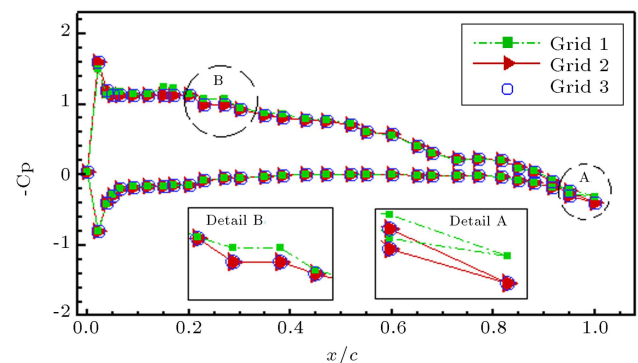 2
1
0
-1
-2
-Cp
0.0
0.2
0.4
0.6
0.8
1.0
x/c
Grid 1
Grid 2
Grid 3
B
A
Detail B
Detail A